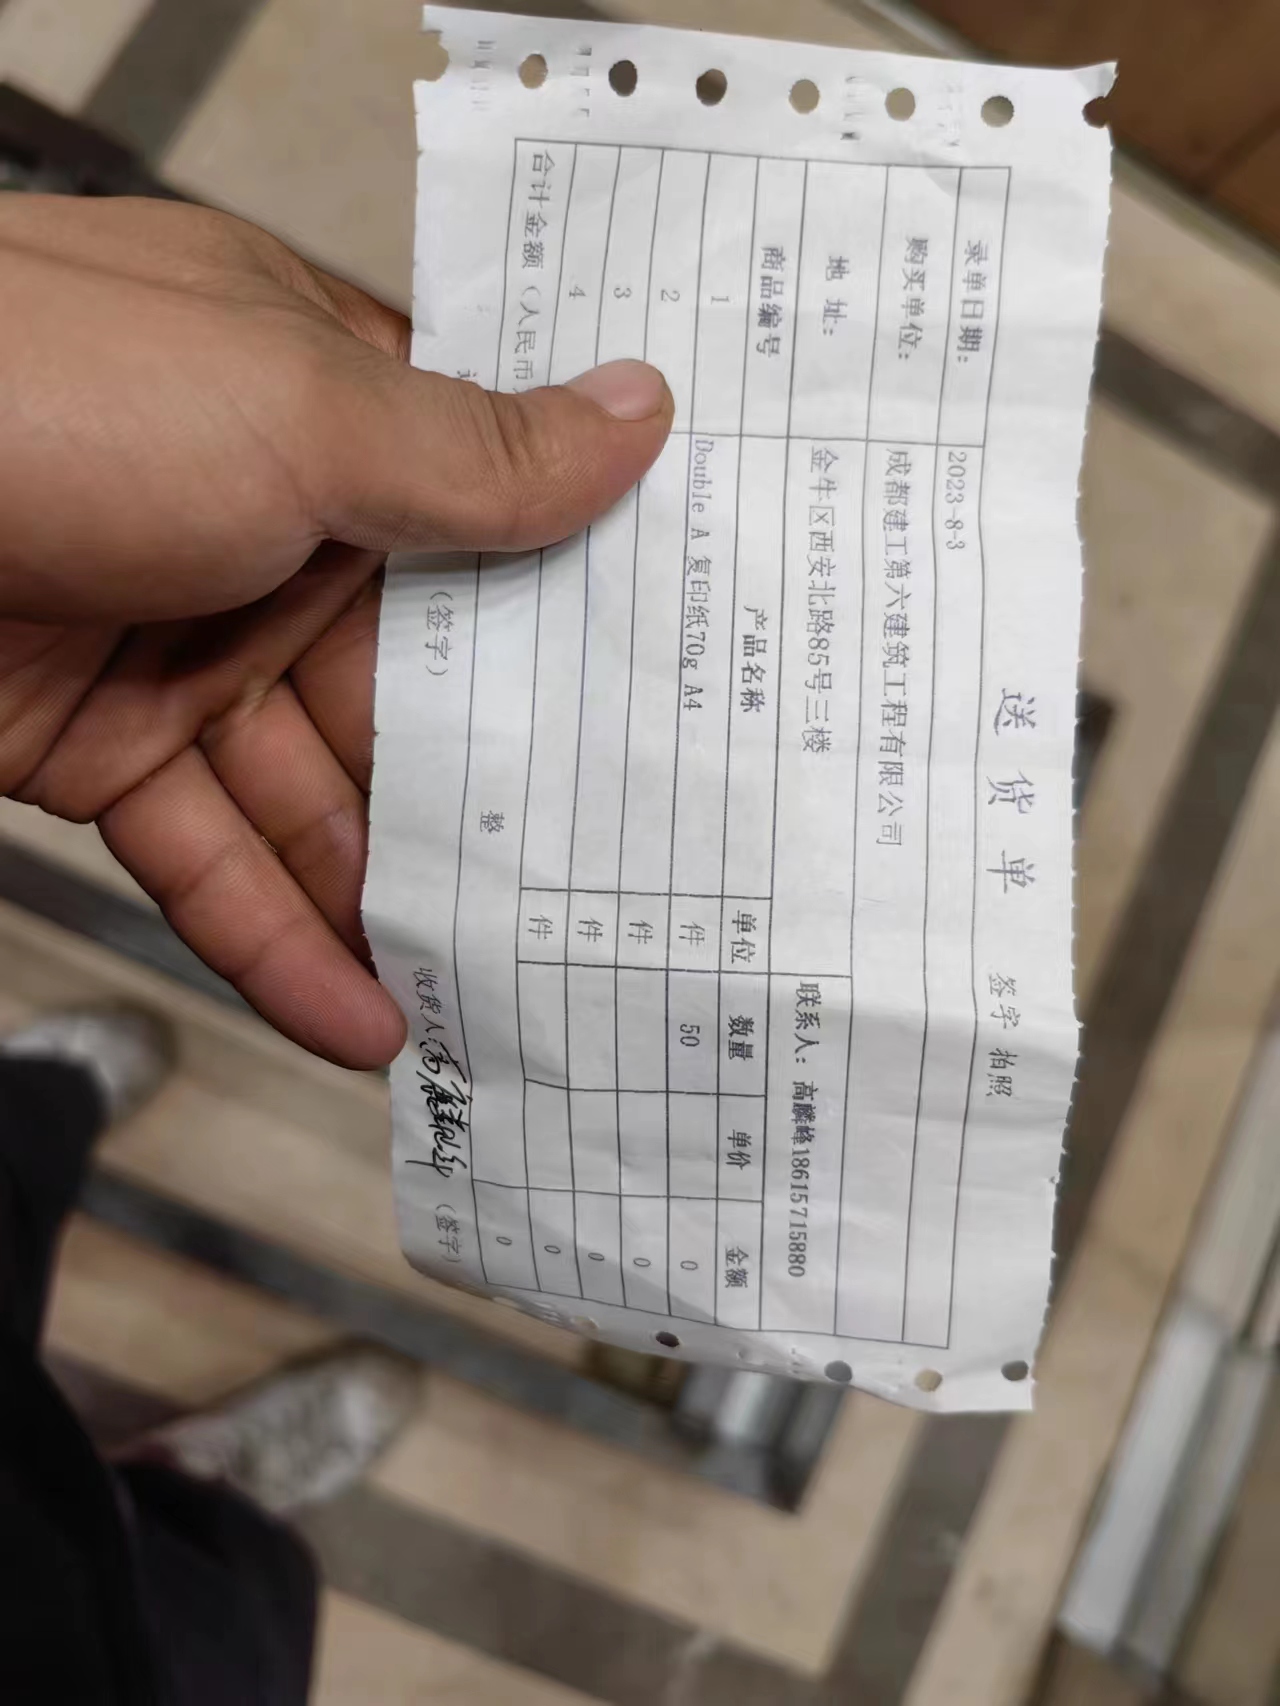 送 货 单 签字 拍照
录单日期： 2023-8-3
购买单位： 成都建工第六建筑工程有限公司
地 址： 金牛区西安北路85号三楼 联系人：高麟峰18615715880
商品编号 产品名称 单位 数量 单价 金额
1 Double A 复印纸70g A4 件 50 0
2 件 0
3 件 0
4 件 0
合计金额（人民币 整 0
（签字） 收货人： （签字）